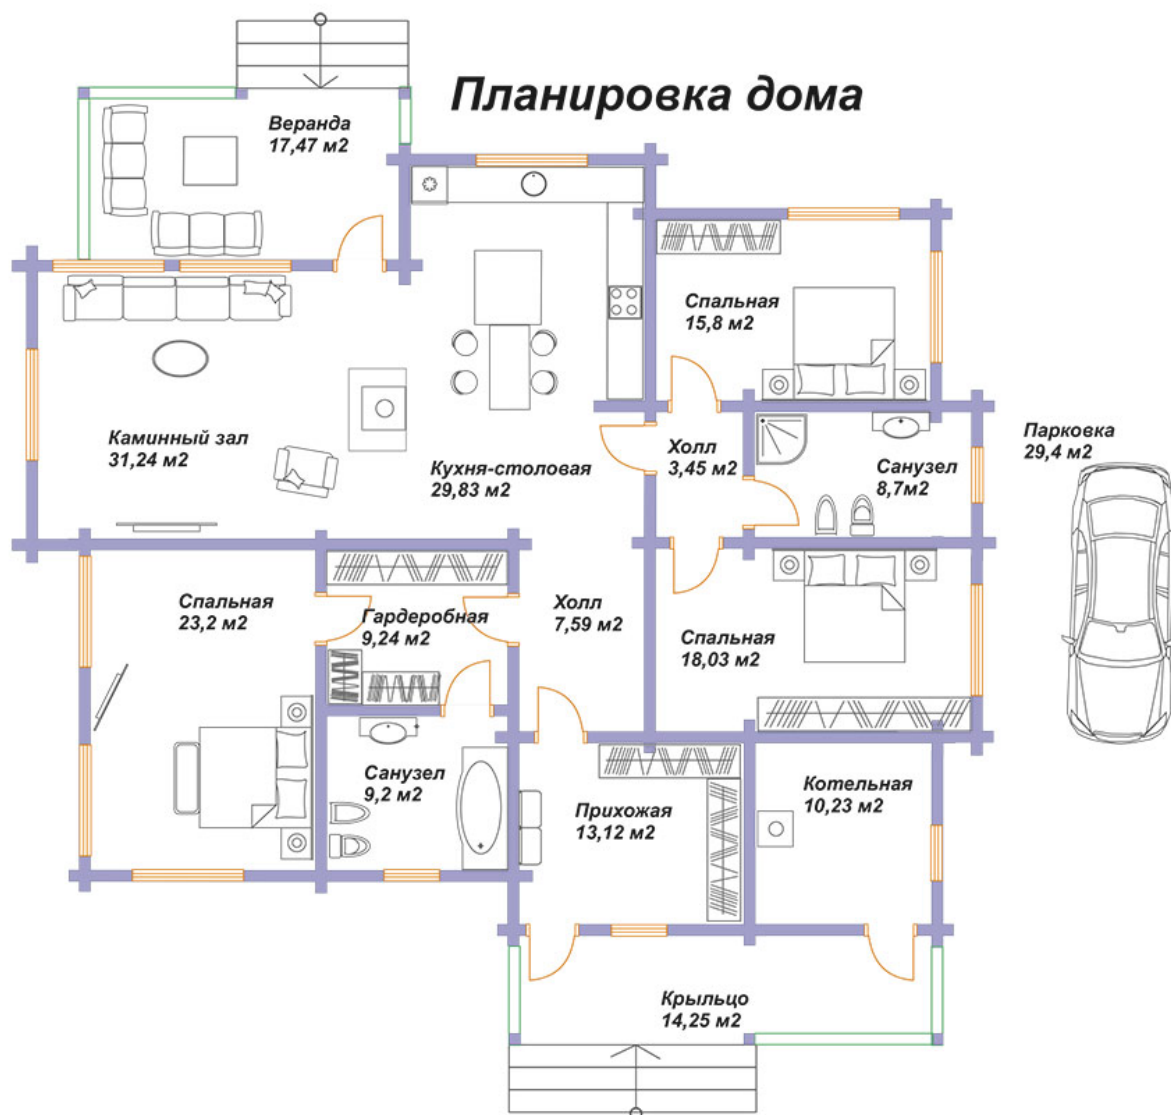 Планировка дома
Веранда
17,47 м2
Спальная
15,8 м2
Каминный зал
31,24 м2
Кухня-столовая
29,83 м2
Холл
3,45 м2
Санузел
8,7м2
Парковка
29,4 м2
Спальная
23,2 м2
Гардеробная
9,24 м2
Холл
7,59 м2
Спальная
18,03 м2
Санузел
9,2 м2
Прихожая
13,12 м2
Котельная
10,23 м2
Крыльцо
14,25 м2